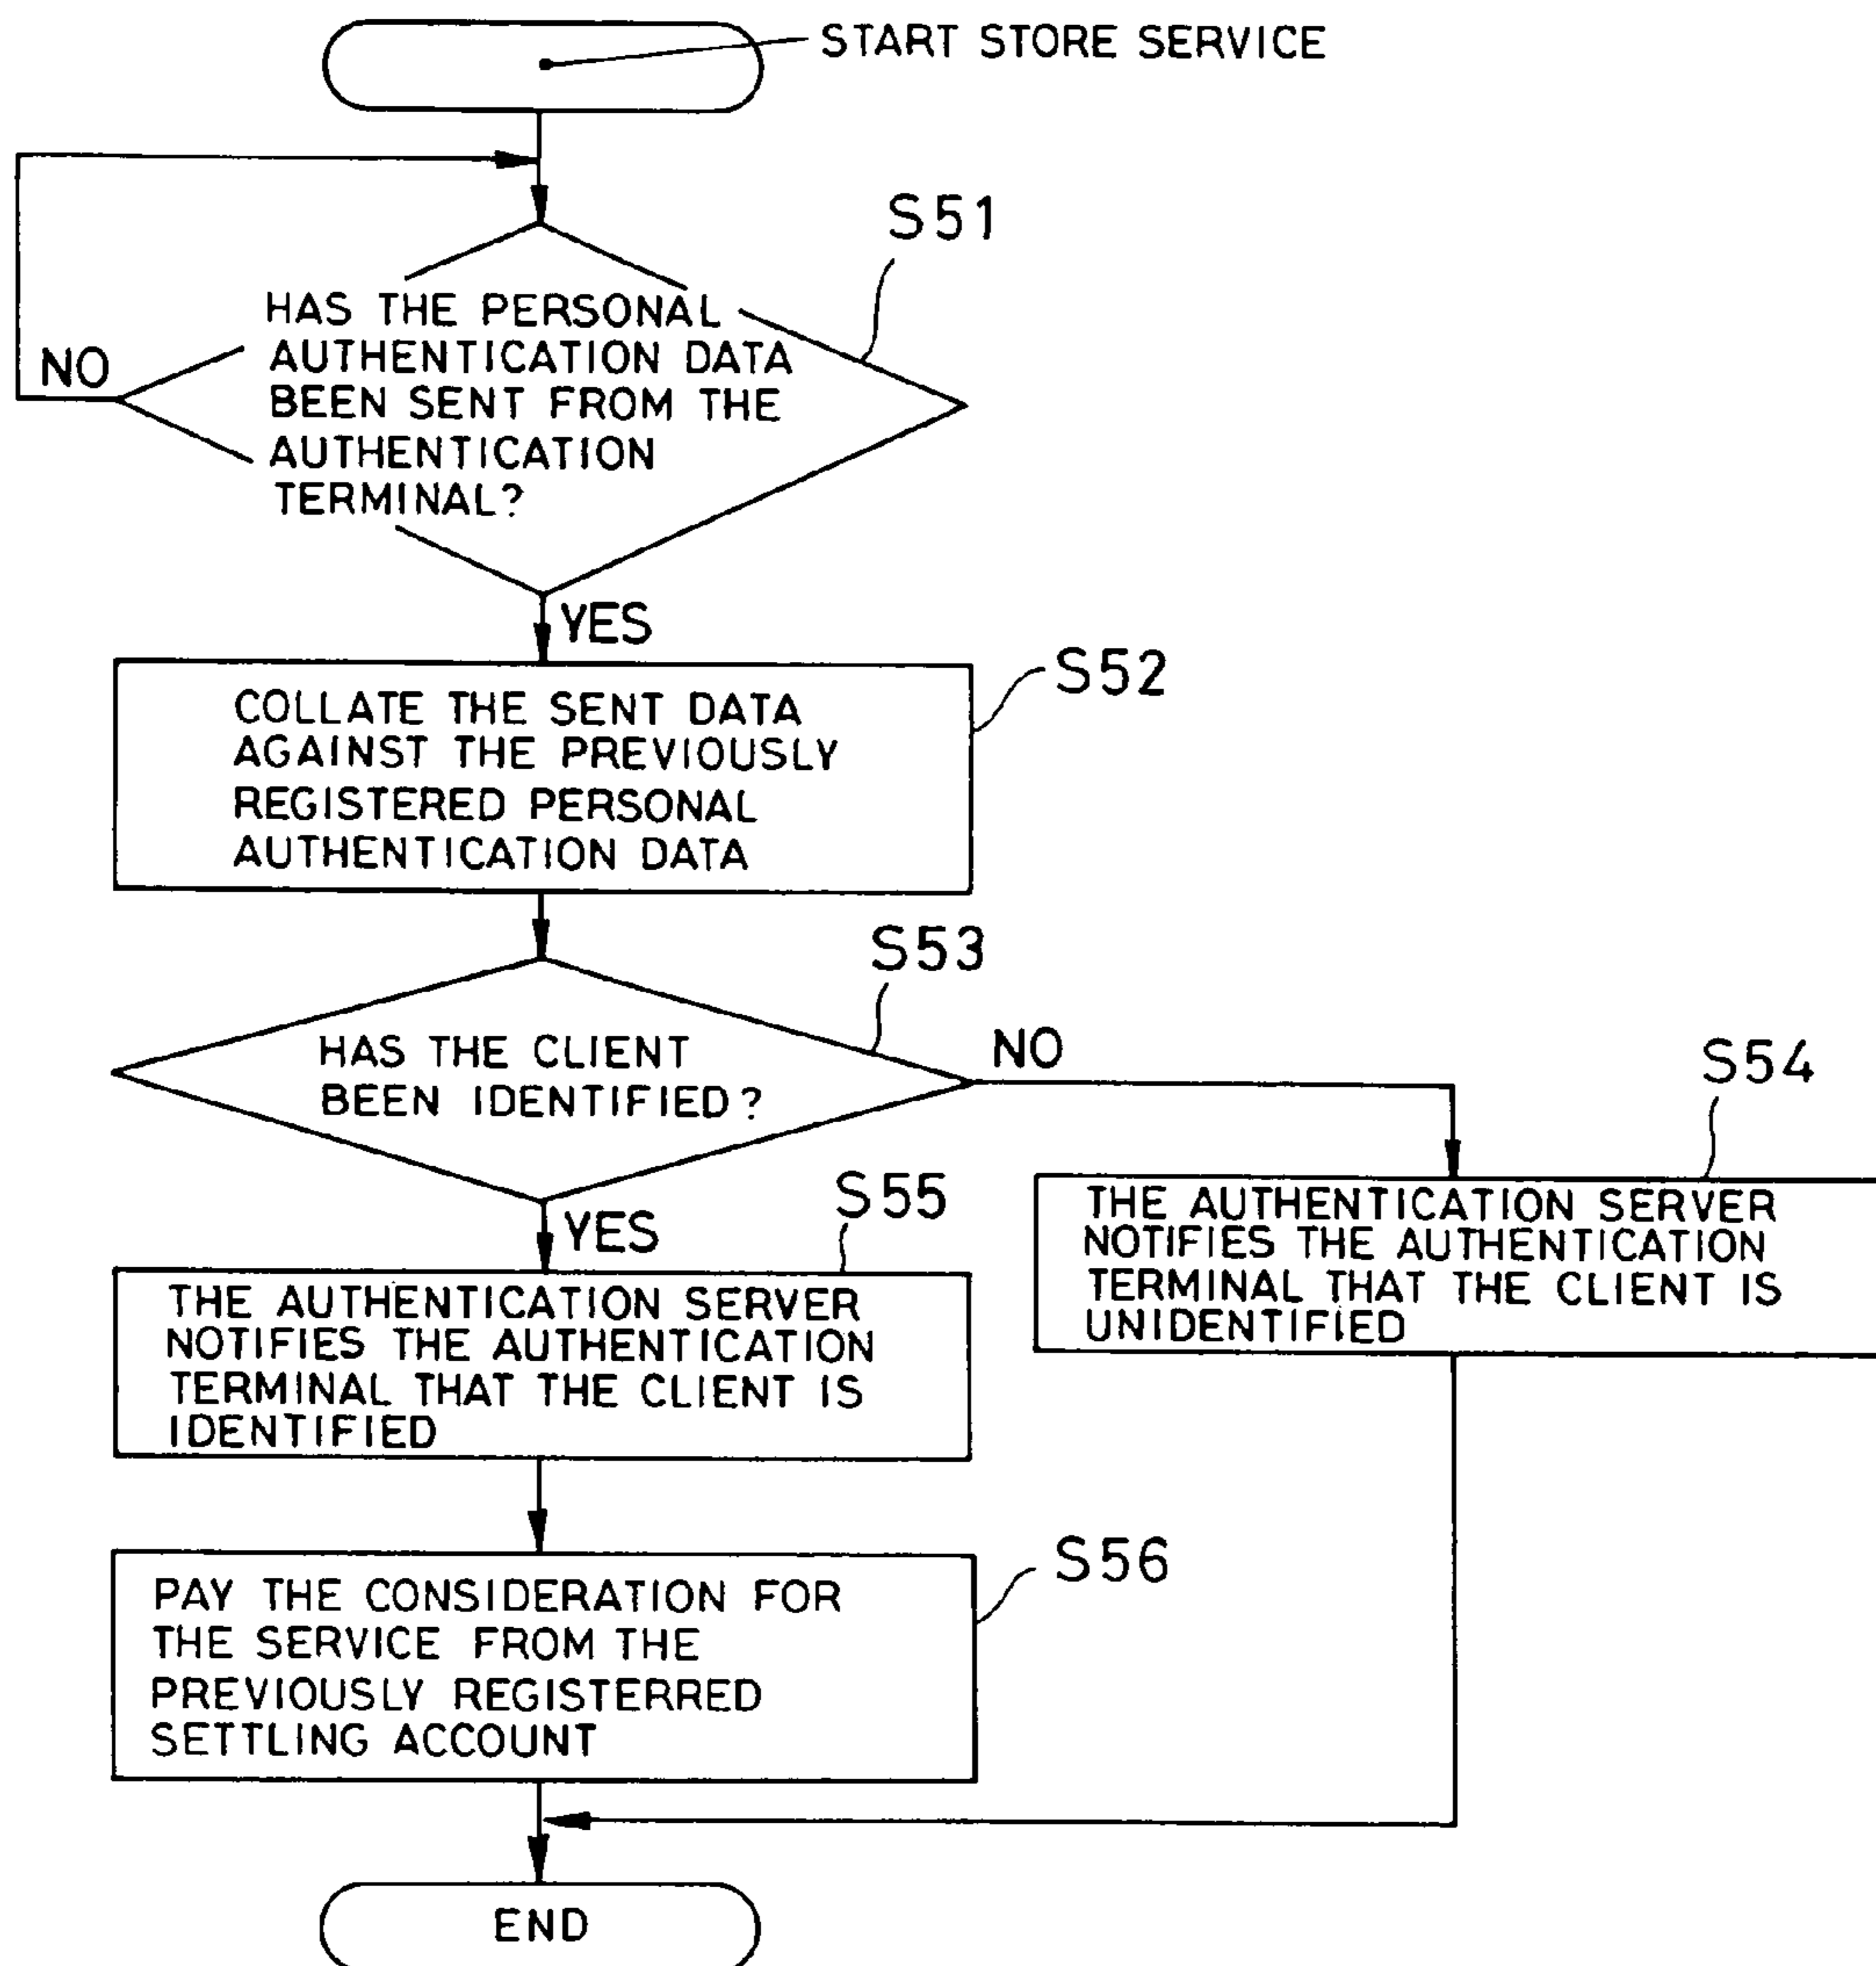 START STORE SERVICE
S51
HAS THE PERSONAL
AUTHENTICATION DATA
BEEN SENT FROM THE
AUTHENTICATION
TERMINAL?
NO
YES
S52
COLLATE THE SENT DATA
AGAINST THE PREVIOUSLY
REGISTERED PERSONAL
AUTHENTICATION DATA
S53
HAS THE CLIENT
BEEN IDENTIFIED?
NO
S54
THE AUTHENTICATION SERVER
NOTIFIES THE AUTHENTICATION
TERMINAL THAT THE CLIENT IS
UNIDENTIFIED
YES
S55
THE AUTHENTICATION SERVER
NOTIFIES THE AUTHENTICATION
TERMINAL THAT THE CLIENT IS
IDENTIFIED
S56
PAY THE CONSIDERATION FOR
THE SERVICE FROM THE
PREVIOUSLY REGISTERRED
SETTLING ACCOUNT
END